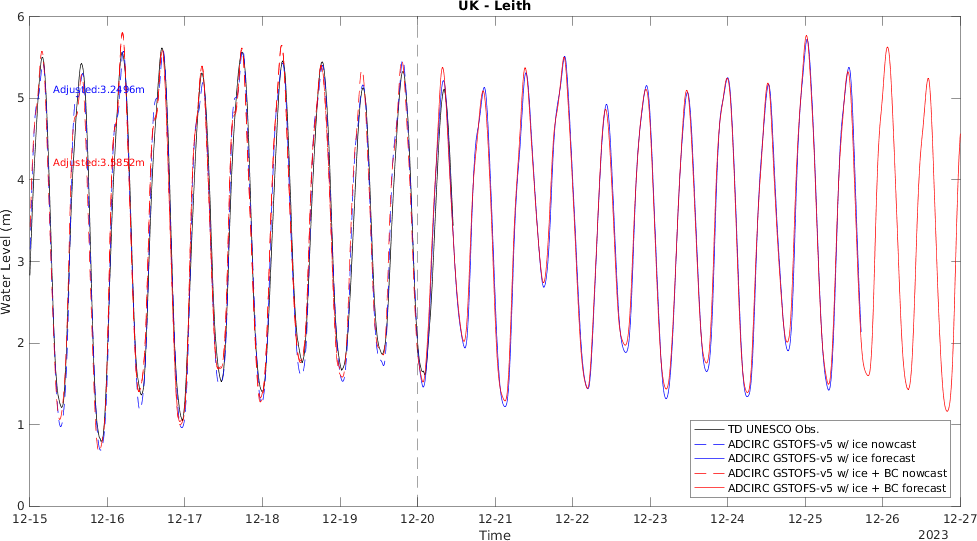 UK - Leith
6
5
4
3
2
1
0
Water Level (m)
Adjusted:3.2496m
Adjusted:3.5852m
TD UNESCO Obs.
ADCIRC GSTOFS-v5 w/ ice nowcast
ADCIRC GSTOFS-v5 w/ ice forecast
ADCIRC GSTOFS-v5 w/ ice + BC nowcast
ADCIRC GSTOFS-v5 w/ ice + BC forecast
12-15 12-16 12-17 12-18 12-19 12-20 12-21 12-22 12-23 12-24 12-25 12-26 12-27
Time
2023